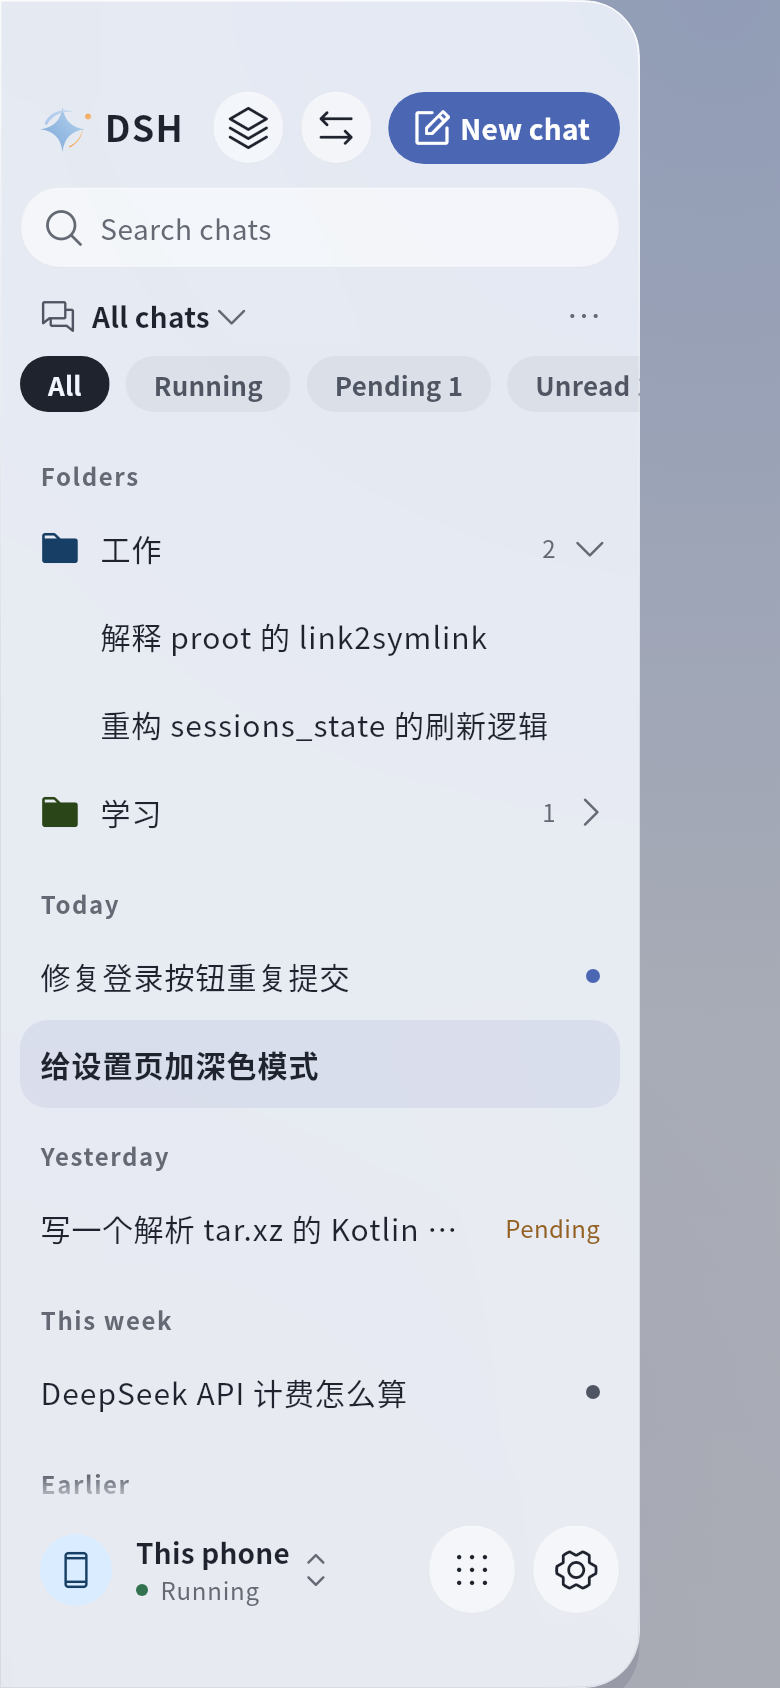 DSH
New chat
Search chats
All chats
All
Running
Pending 1
Unread
Folders
工作
2
解释 proot 的 link2symlink
重构 sessions_state 的刷新逻辑
学习
1
Today
修复登录按钮重复提交
给设置页加深色模式
Yesterday
写一个解析 tar.xz 的 Kotlin …
Pending
This week
DeepSeek API 计费怎么算
Earlier
This phone
Running